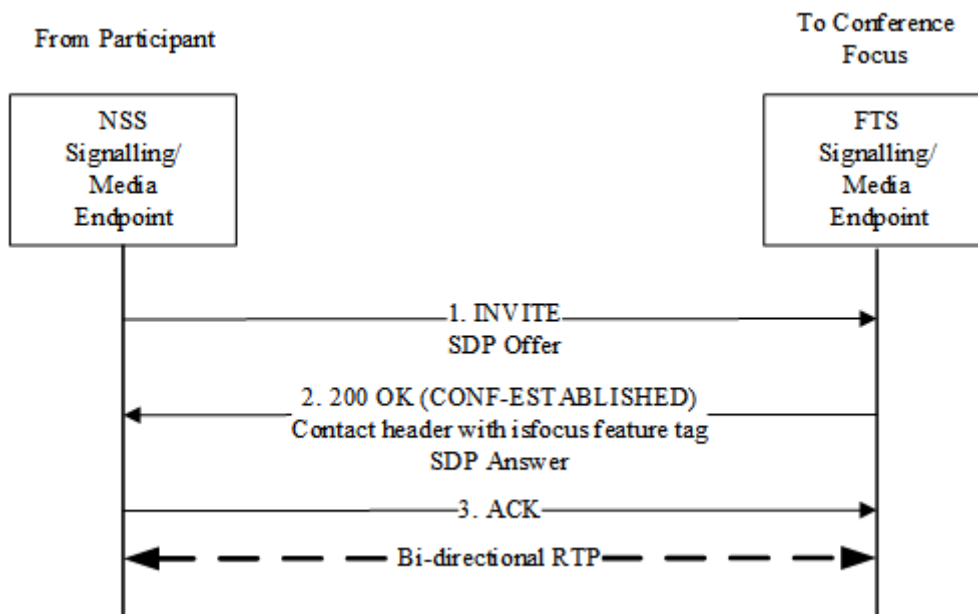 From Participant
To Conference
Focus
NSS
Signalling/
Media
Endpoint
FTS
Signalling/
Media
Endpoint
1. INVITE
SDP Offer
2. 200 OK (CONF-ESTABLISHED)
Contact header with isfocus feature tag
SDP Answer
3. ACK
Bi-directional RTP